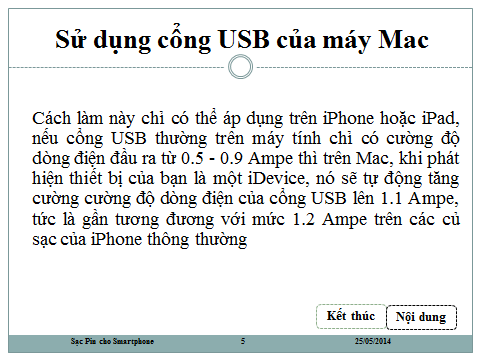 Sử dụng cổng USB của máy Mac
Cách làm này chỉ có thể áp dụng trên iPhone hoặc iPad,
nếu cổng USB thường trên máy tính chỉ có cường độ
dòng điện đầu ra từ 0.5 - 0.9 Ampe thì trên Mac, khi phát
hiện thiết bị của bạn là một iDevice, nó sẽ tự động tăng
cường cường độ dòng điện của cổng USB lên 1.1 Ampe,
tức là gần tương đương với mức 1.2 Ampe trên các củ
sạc của iPhone thông thường
Kết thúc
Nội dung
Sạc Pin cho Smartphone 5 25/05/2014